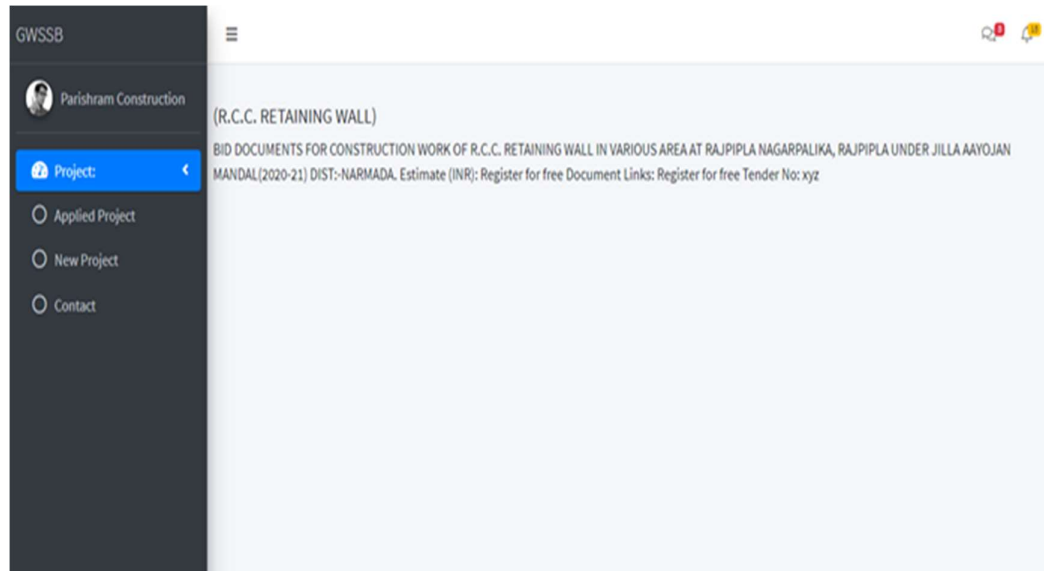 GWSSB
Parishram Construction
Project:
Applied Project
New Project
Contact
(R.C.C. RETAINING WALL)
BID DOCUMENTS FOR CONSTRUCTION WORK OF R.C.C. RETAINING WALL IN VARIOUS AREA AT RAJPIPLA NAGARPALIKA, RAJPIPLA UNDER JILLA AAYOJAN
MANDAL(2020-21) DIST:-NARMADA. Estimate (INR): Register for free Document Links: Register for free Tender No: xyz